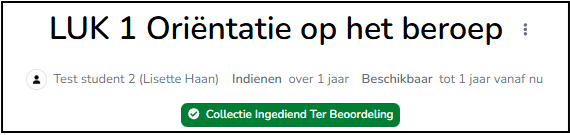 LUK 1 Oriëntatie op het beroep
Test student 2 (Lisette Haan) Indienen over 1 jaar Beschikbaar tot 1 jaar vanaf nu
Collectie Ingediend Ter Beoordeling